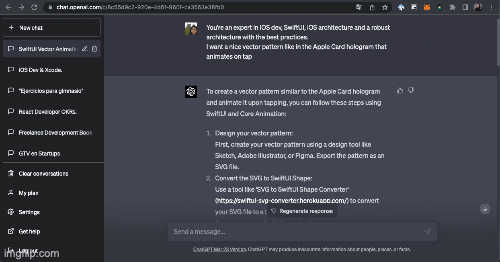 chat.openai.com
New chat
SwiftUI Vector Animati
iOS Dev & Xcode.
"Ejercicios para gimnasio"
React Developer OKRs.
Freelance Development Book
GTV en Startups
Clear conversations
My plan
Settings
Get help
Log out
You're an expert in iOS dev, SwiftUI, iOS architecture and a robust
architecture with the best practices.
I want a nice vector pattern like in the Apple Card hologram that
animates on tap
To create a vector pattern similar to the Apple Card hologram
and animate it upon tapping, you can follow these steps using
SwiftUI and Core Animation:
1. Design your vector pattern:
First, create your vector pattern using a design tool like
Sketch, Adobe Illustrator, or Figma. Export the pattern as an
SVG file.
2. Convert the SVG to SwiftUI Shape:
Use a tool like 'SVG to SwiftUI Shape Converter'
(https://swiftui-svg-converter.herokuapp.com/) to convert
your SVG file to a
Regenerate response
Send a message...
ChatGPT Mar 23 Version. ChatGPT may produce inaccurate information about people, places, or facts.
imgflip.com